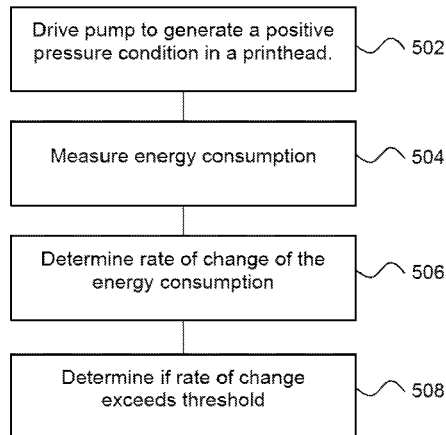 Drive pump to generate a positive
pressure condition in a printhead.
502
Measure energy consumption
504
Determine rate of change of the
energy consumption
506
Determine if rate of change
exceeds threshold
508